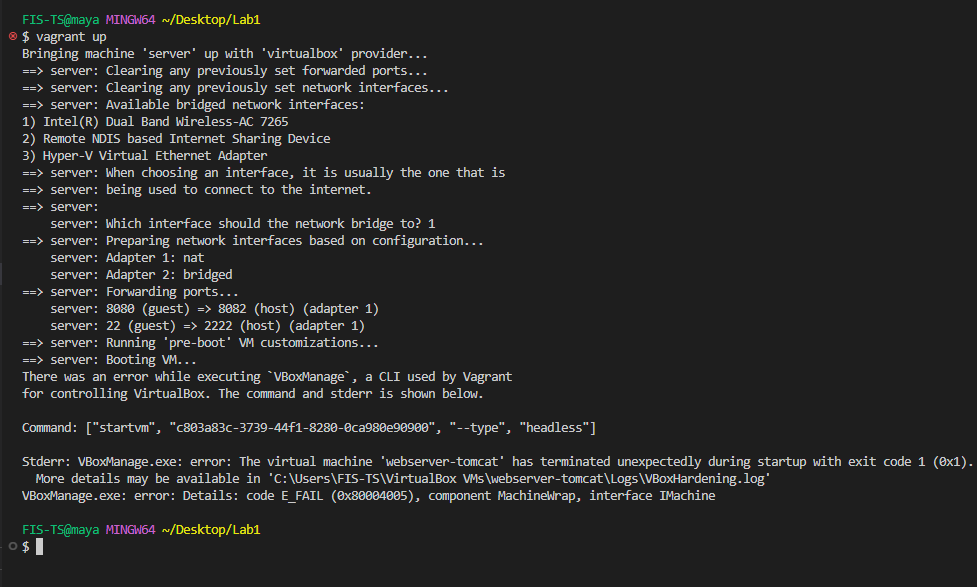 FIS-TS@maya MINGW64 ~/Desktop/Lab1
$ vagrant up
Bringing machine 'server' up with 'virtualbox' provider...
==> server: Clearing any previously set forwarded ports...
==> server: Clearing any previously set network interfaces...
==> server: Available bridged network interfaces:
1) Intel(R) Dual Band Wireless-AC 7265
2) Remote NDIS based Internet Sharing Device
3) Hyper-V Virtual Ethernet Adapter
==> server: When choosing an interface, it is usually the one that is
==> server: being used to connect to the internet.
==> server:
    server: Which interface should the network bridge to? 1
==> server: Preparing network interfaces based on configuration...
    server: Adapter 1: nat
    server: Adapter 2: bridged
==> server: Forwarding ports...
    server: 8080 (guest) => 8082 (host) (adapter 1)
    server: 22 (guest) => 2222 (host) (adapter 1)
==> server: Running 'pre-boot' VM customizations...
==> server: Booting VM...
There was an error while executing `VBoxManage`, a CLI used by Vagrant
for controlling VirtualBox. The command and stderr is shown below.
Command: ["startvm", "c803a83c-3739-44f1-8280-0ca980e90900", "--type", "headless"]
Stderr: VBoxManage.exe: error: The virtual machine 'webserver-tomcat' has terminated unexpectedly during startup with exit code 1 (0x1).
  More details may be available in 'C:\Users\FIS-TS\VirtualBox VMs\webserver-tomcat\Logs\VBoxHardening.log'
VBoxManage.exe: error: Details: code E_FAIL (0x80004005), component MachineWrap, interface IMachine
FIS-TS@maya MINGW64 ~/Desktop/Lab1
$